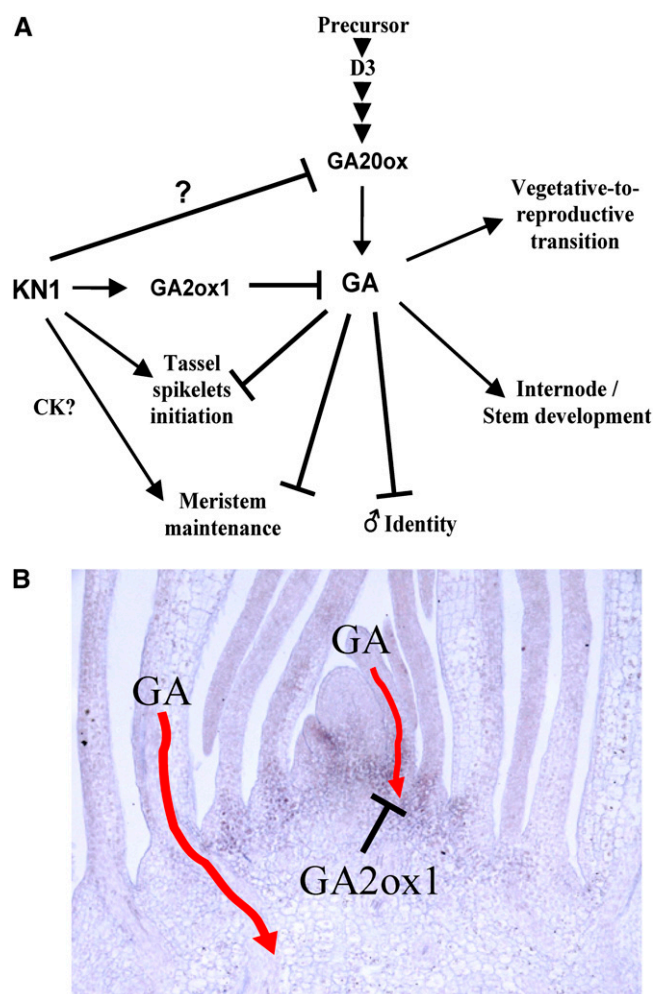 A
Precursor
D3
GA20ox
?
Vegetative-to-
reproductive
transition
KN1
GA2ox1
GA
Tassel
spikelets
initiation
CK?
Internode /
Stem development
Meristem
maintenance
♂ Identity
B
GA
GA
GA2ox1